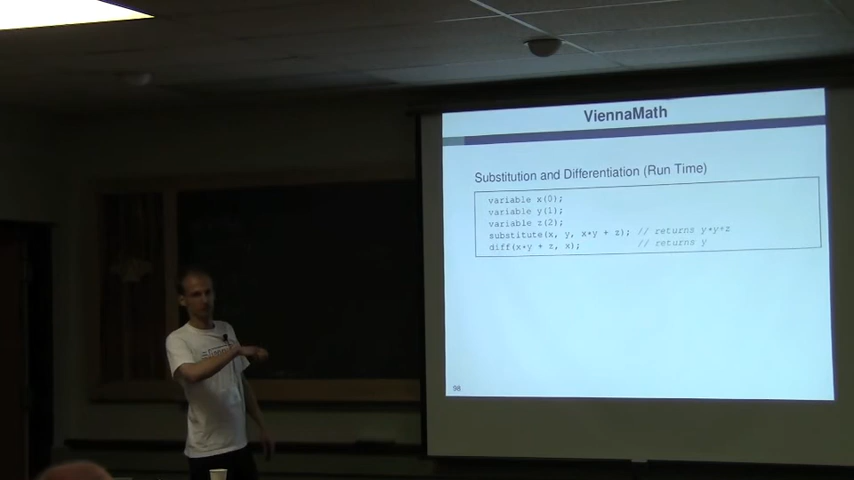 ViennaMath
Substitution and Differentiation (Run Time)
variable x(0);
variable y(1);
variable z(2);
substitute(x, y, x*y + z); // returns y*y+z
diff(x*y + z, x); // returns y
98